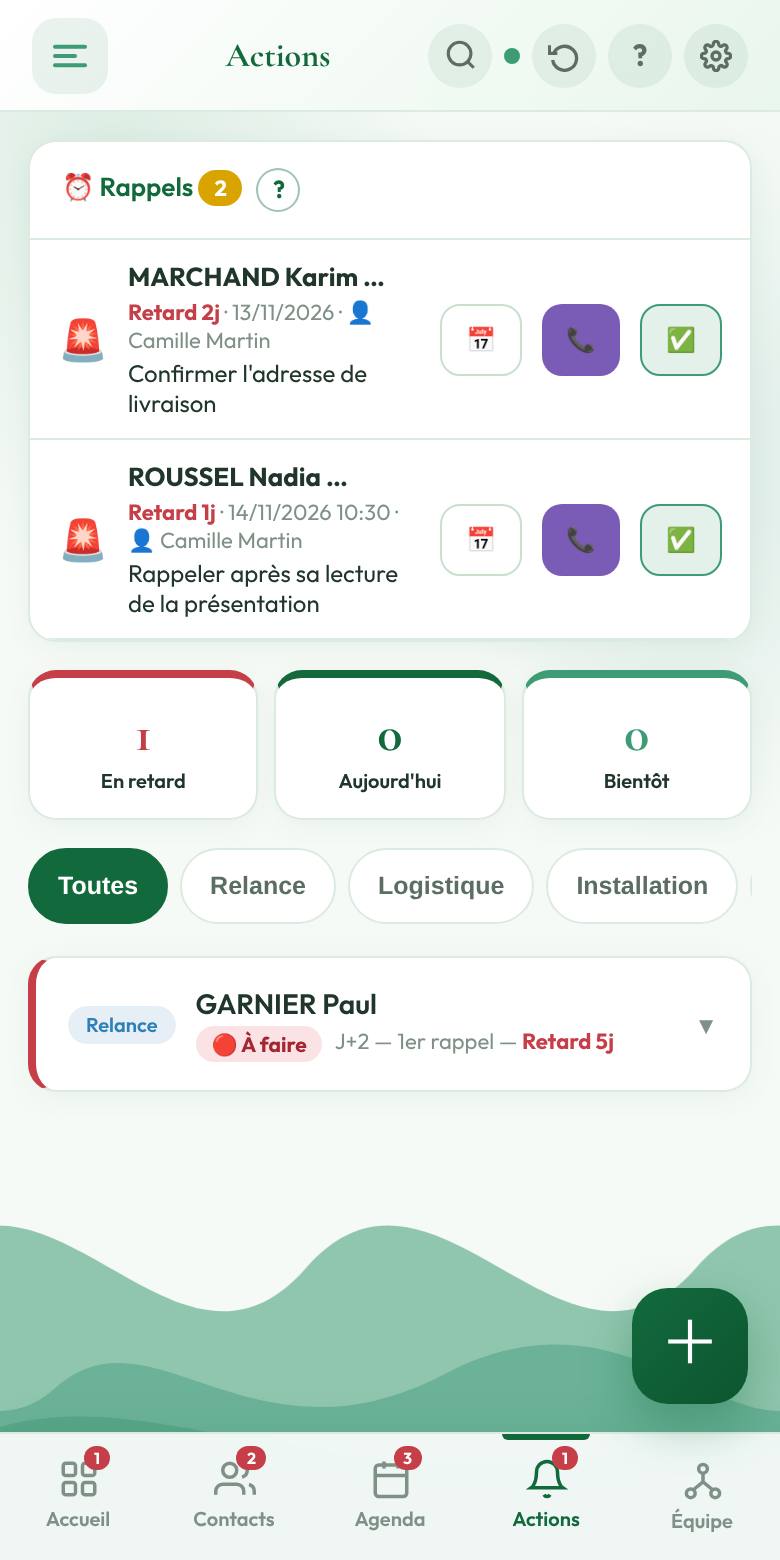 Actions
?
Rappels 2 ?
MARCHAND Karim ...
Retard 2j · 13/11/2026 ·
Camille Martin
Confirmer l'adresse de
livraison
ROUSSEL Nadia ...
Retard 1j · 14/11/2026 10:30 ·
Camille Martin
Rappeler après sa lecture
de la présentation
1
En retard
0
Aujourd'hui
0
Bientôt
Toutes
Relance
Logistique
Installation
Relance
GARNIER Paul
À faire J+2 — 1er rappel — Retard 5j
1
Accueil
2
Contacts
3
Agenda
1
Actions
Équipe